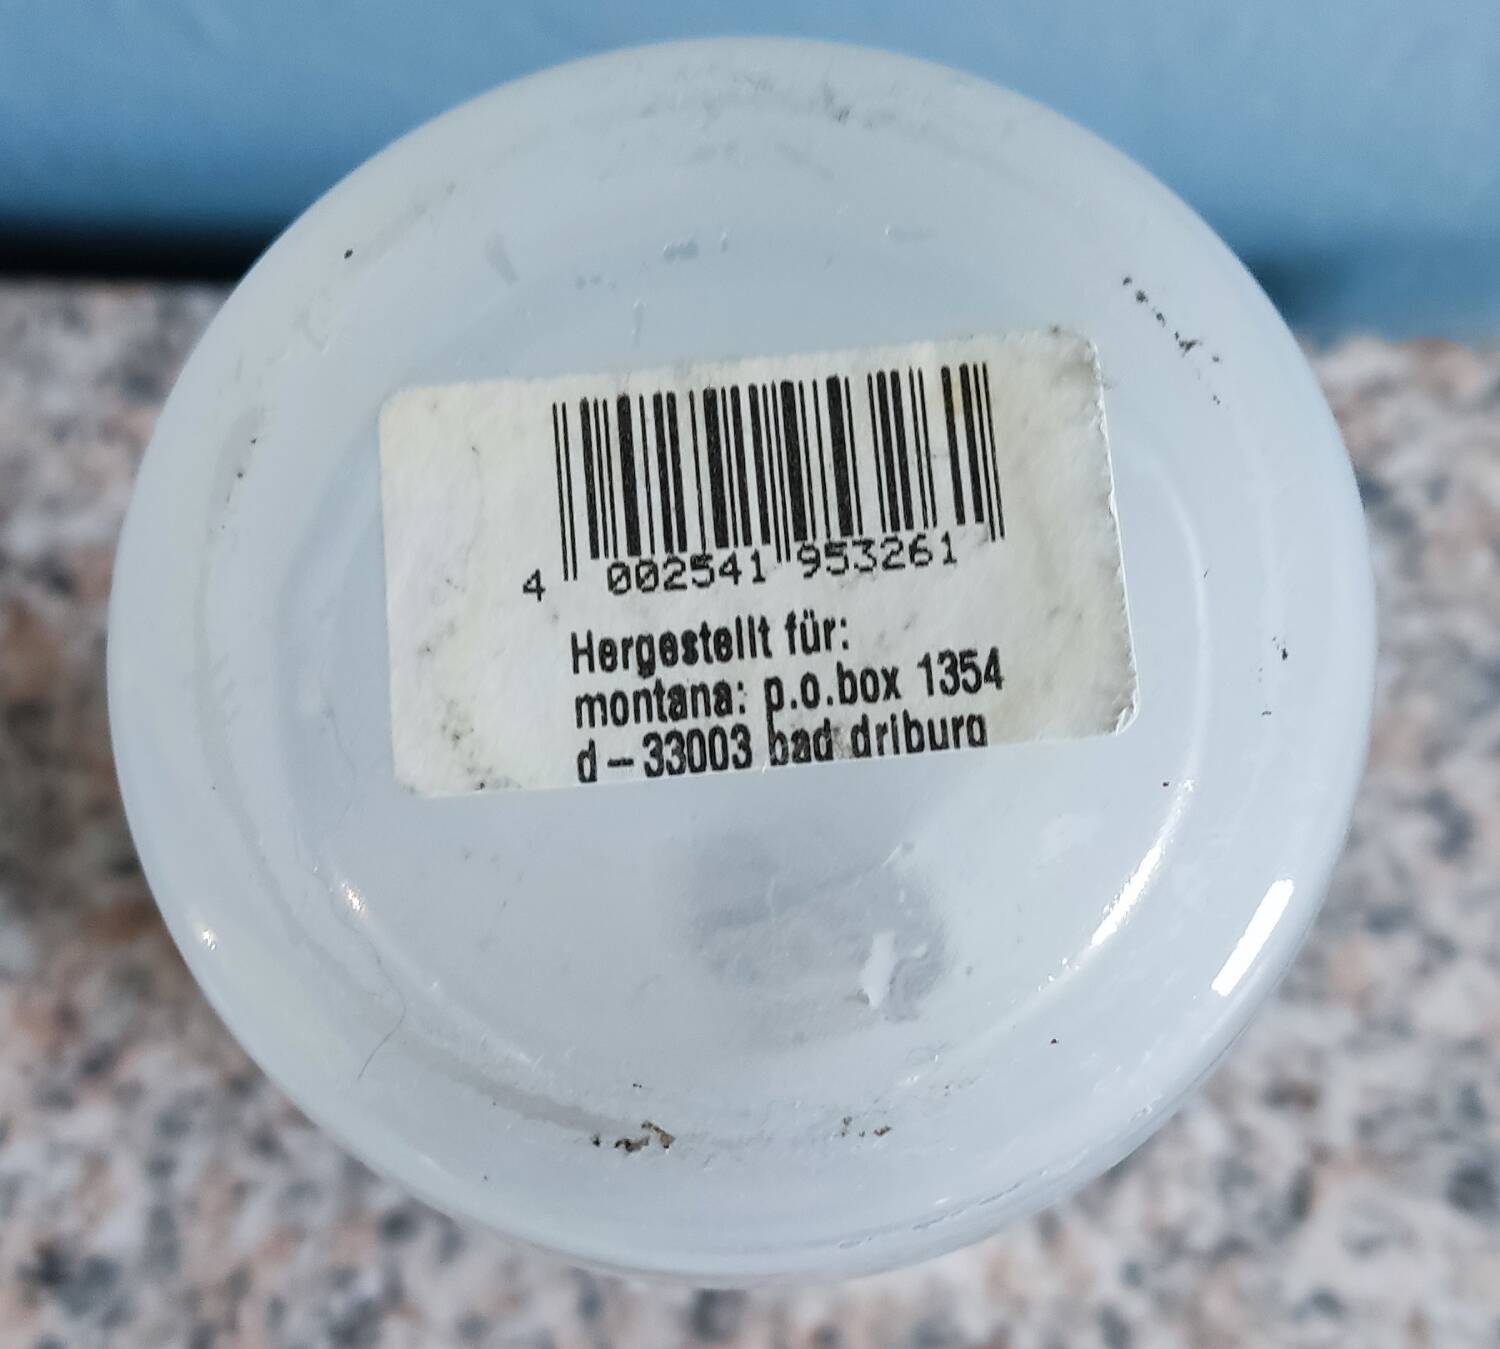 4 002541 953261
Hergestellt für:
montana: p.o.box 1354
d-33003 bad driburg